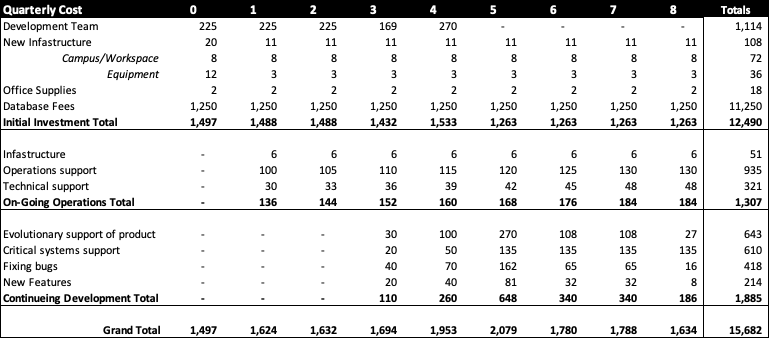 Quarterly Cost 0 1 2 3 4 5 6 7 8 Totals
Development Team 225 225 225 169 270 - - - - 1,114
New Infastructure 20 11 11 11 11 11 11 11 11 108
Campus/Workspace 8 8 8 8 8 8 8 8 8 72
Equipment 12 3 3 3 3 3 3 3 3 36
Office Supplies 2 2 2 2 2 2 2 2 2 18
Database Fees 1,250 1,250 1,250 1,250 1,250 1,250 1,250 1,250 1,250 11,250
Initial Investment Total 1,497 1,488 1,488 1,432 1,533 1,263 1,263 1,263 1,263 12,490
Infastructure - 6 6 6 6 6 6 6 6 51
Operations support - 100 105 110 115 120 125 130 130 935
Technical support - 30 33 36 39 42 45 48 48 321
On-Going Operations Total - 136 144 152 160 168 176 184 184 1,307
Evolutionary support of product - - - 30 100 270 108 108 27 643
Critical systems support - - - 20 50 135 135 135 135 610
Fixing bugs - - - 40 70 162 65 65 16 418
New Features - - - 20 40 81 32 32 8 214
Continueing Development Total - - - 110 260 648 340 340 186 1,885
Grand Total 1,497 1,624 1,632 1,694 1,953 2,079 1,780 1,788 1,634 15,682